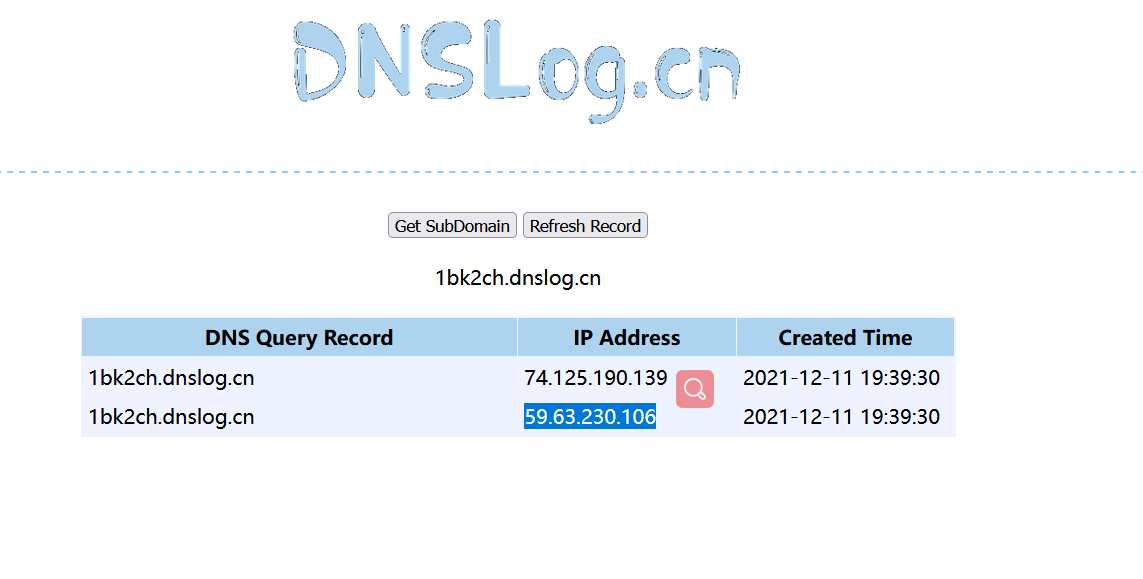 DNSLog.cn
Get SubDomain Refresh Record
1bk2ch.dnslog.cn
DNS Query Record IP Address Created Time
1bk2ch.dnslog.cn 74.125.190.139 2021-12-11 19:39:30
1bk2ch.dnslog.cn 59.63.230.106 2021-12-11 19:39:30